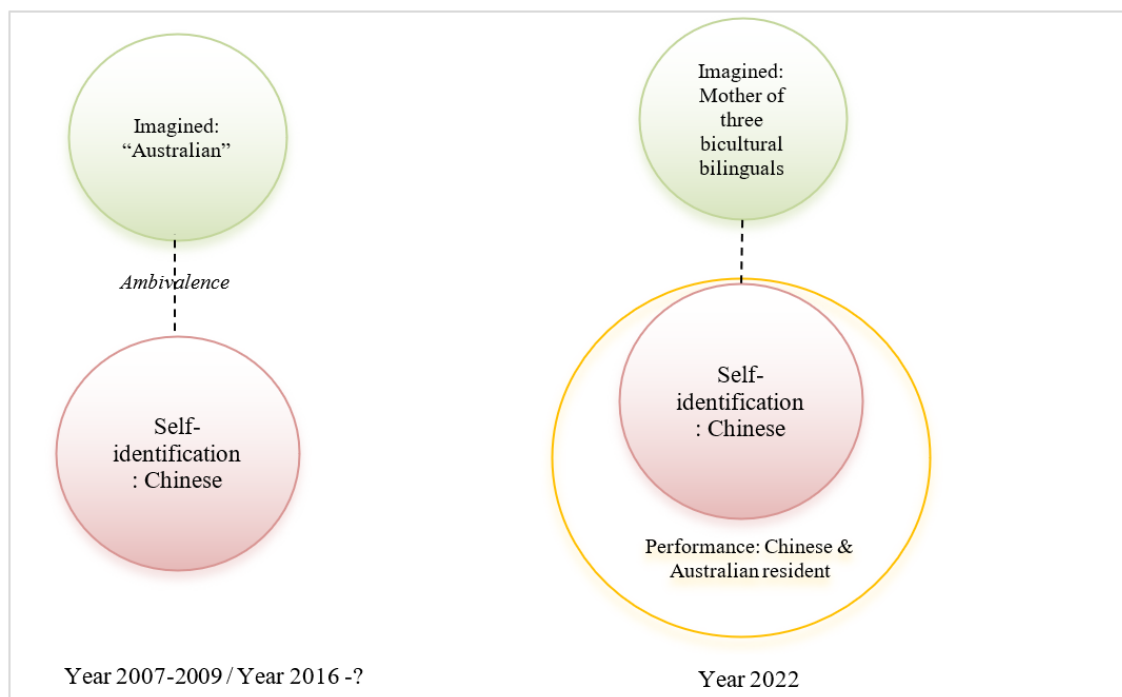 Imagined:
“Australian”
Ambivalence
Self-
identification
: Chinese
Year 2007-2009 / Year 2016 -?
Imagined:
Mother of
three
bicultural
bilinguals
Self-
identification
: Chinese
Performance: Chinese &
Australian resident
Year 2022